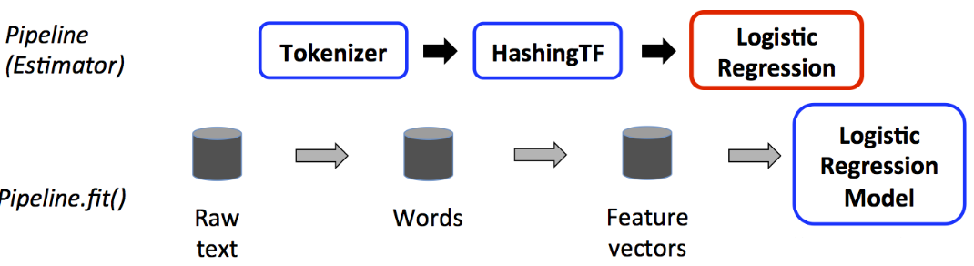 Pipeline
(Estimator)
Tokenizer
HashingTF
Logistic
Regression
Pipeline.fit()
Raw
text
Words
Feature
vectors
Logistic
Regression
Model